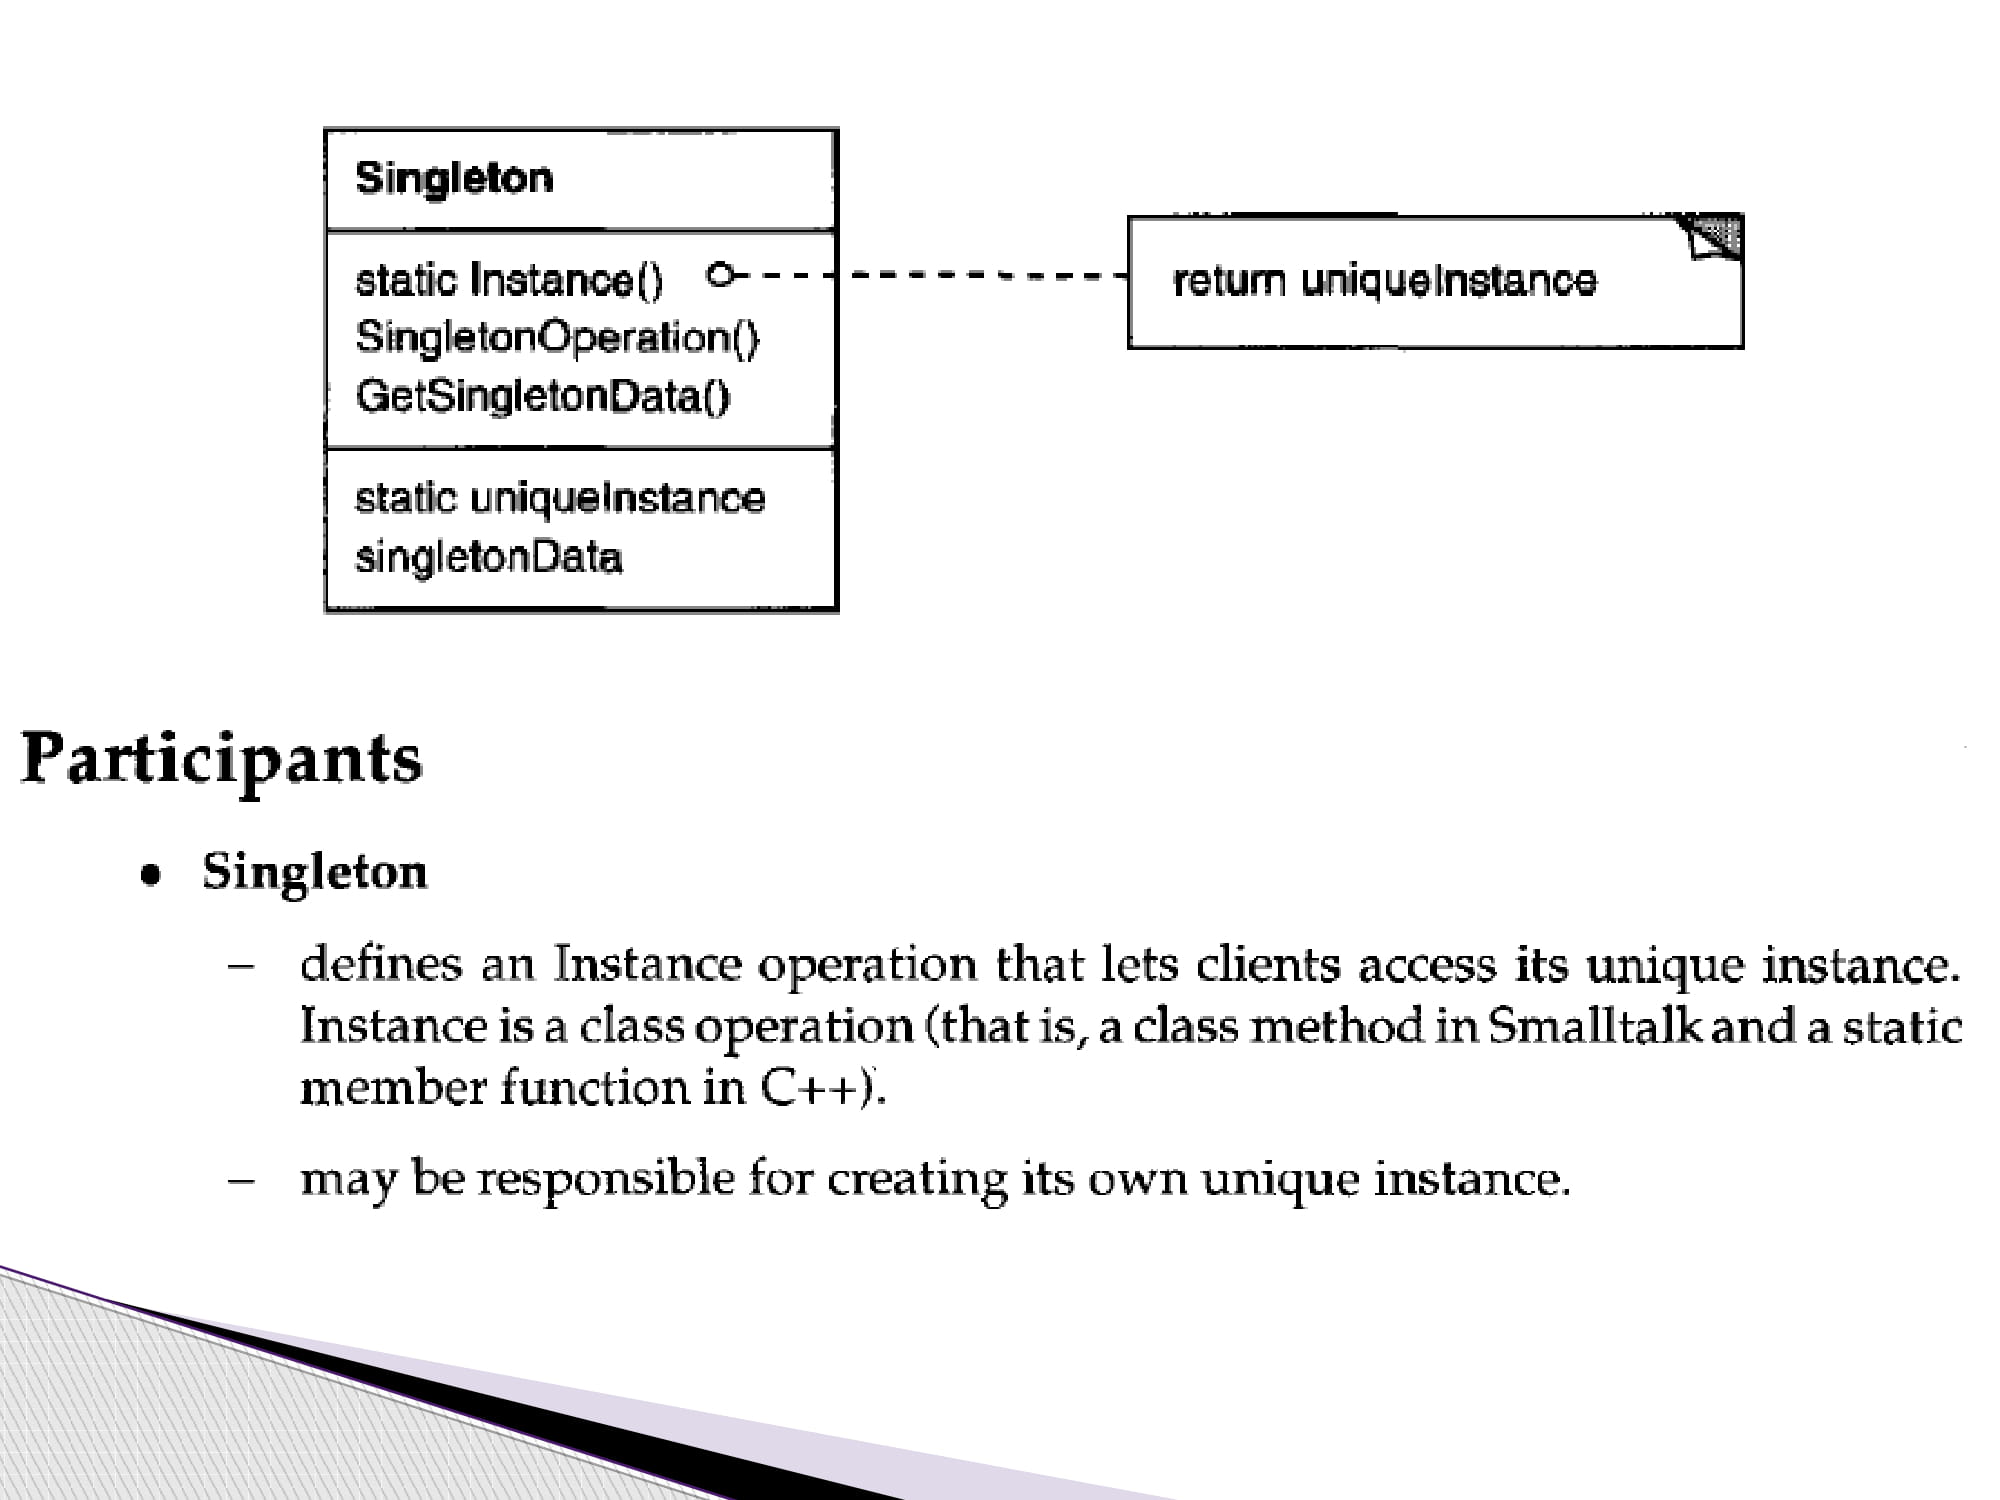 Singleton
static Instance()
SingletonOperation()
GetSingletonData()
static uniqueInstance
singletonData
return uniqueInstance
Participants
• Singleton
– defines an Instance operation that lets clients access its unique instance.
Instance is a class operation (that is, a class method in Smalltalk and a static
member function in C++).
– may be responsible for creating its own unique instance.